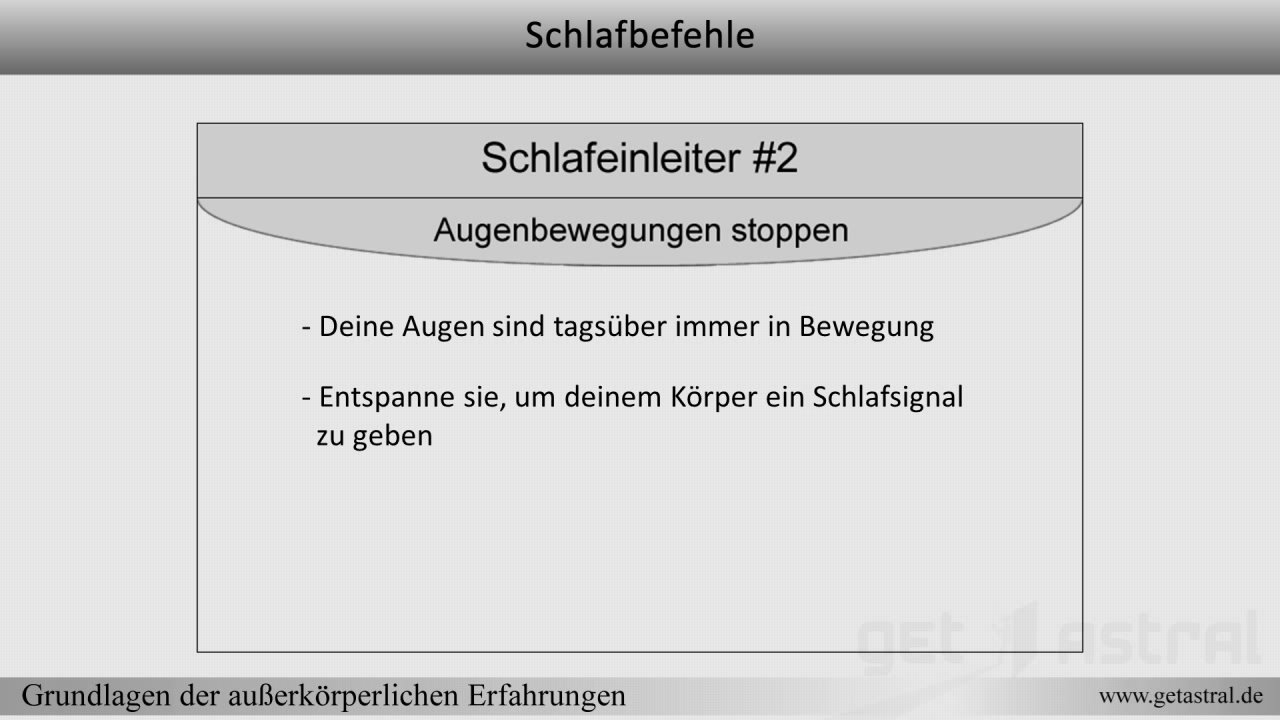 Schlafbefehle
Schlafeinleiter #2
Augenbewegungen stoppen
- Deine Augen sind tagsüber immer in Bewegung
- Entspanne sie, um deinem Körper ein Schlafsignal
zu geben
get astral
Grundlagen der außerkörperlichen Erfahrungen
www.getastral.de